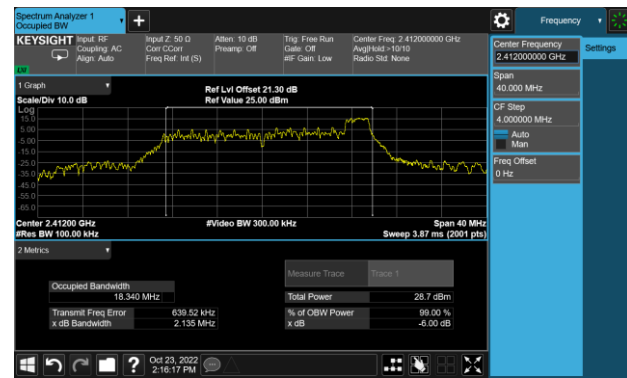 Spectrum Analyzer 1
Occupied BW
Frequency
KEYSIGHT
Input: RF
Coupling: AC
Align: Auto
Input Z: 50 Ω
Corr CCorr
Freq Ref: Int (S)
Atten: 10 dB
Preamp: Off
Trig: Free Run
Gate: Off
#IF Gain: Low
Center Freq: 2.412000000 GHz
Avg|Hold:>10/10
Radio Std: None
Center Frequency
2.412000000 GHz
Settings
Span
40.000 MHz
CF Step
4.000000 MHz
Auto
Man
Freq Offset
0 Hz
1 Graph
Scale/Div 10.0 dB
Ref Lvl Offset 21.30 dB
Ref Value 25.00 dBm
Log
15.0
5.00
-5.00
-15.0
-25.0
-35.0
-45.0
-55.0
-65.0
Center 2.41200 GHz
#Res BW 100.00 kHz
#Video BW 300.00 kHz
Span 40 MHz
Sweep 3.87 ms (2001 pts)
2 Metrics
Measure Trace
Trace 1
Occupied Bandwidth
18.340 MHz
Total Power
28.7 dBm
Transmit Freq Error
639.52 kHz
% of OBW Power
99.00 %
x dB Bandwidth
2.135 MHz
x dB
-6.00 dB
?
Oct 23, 2022
2:16:17 PM